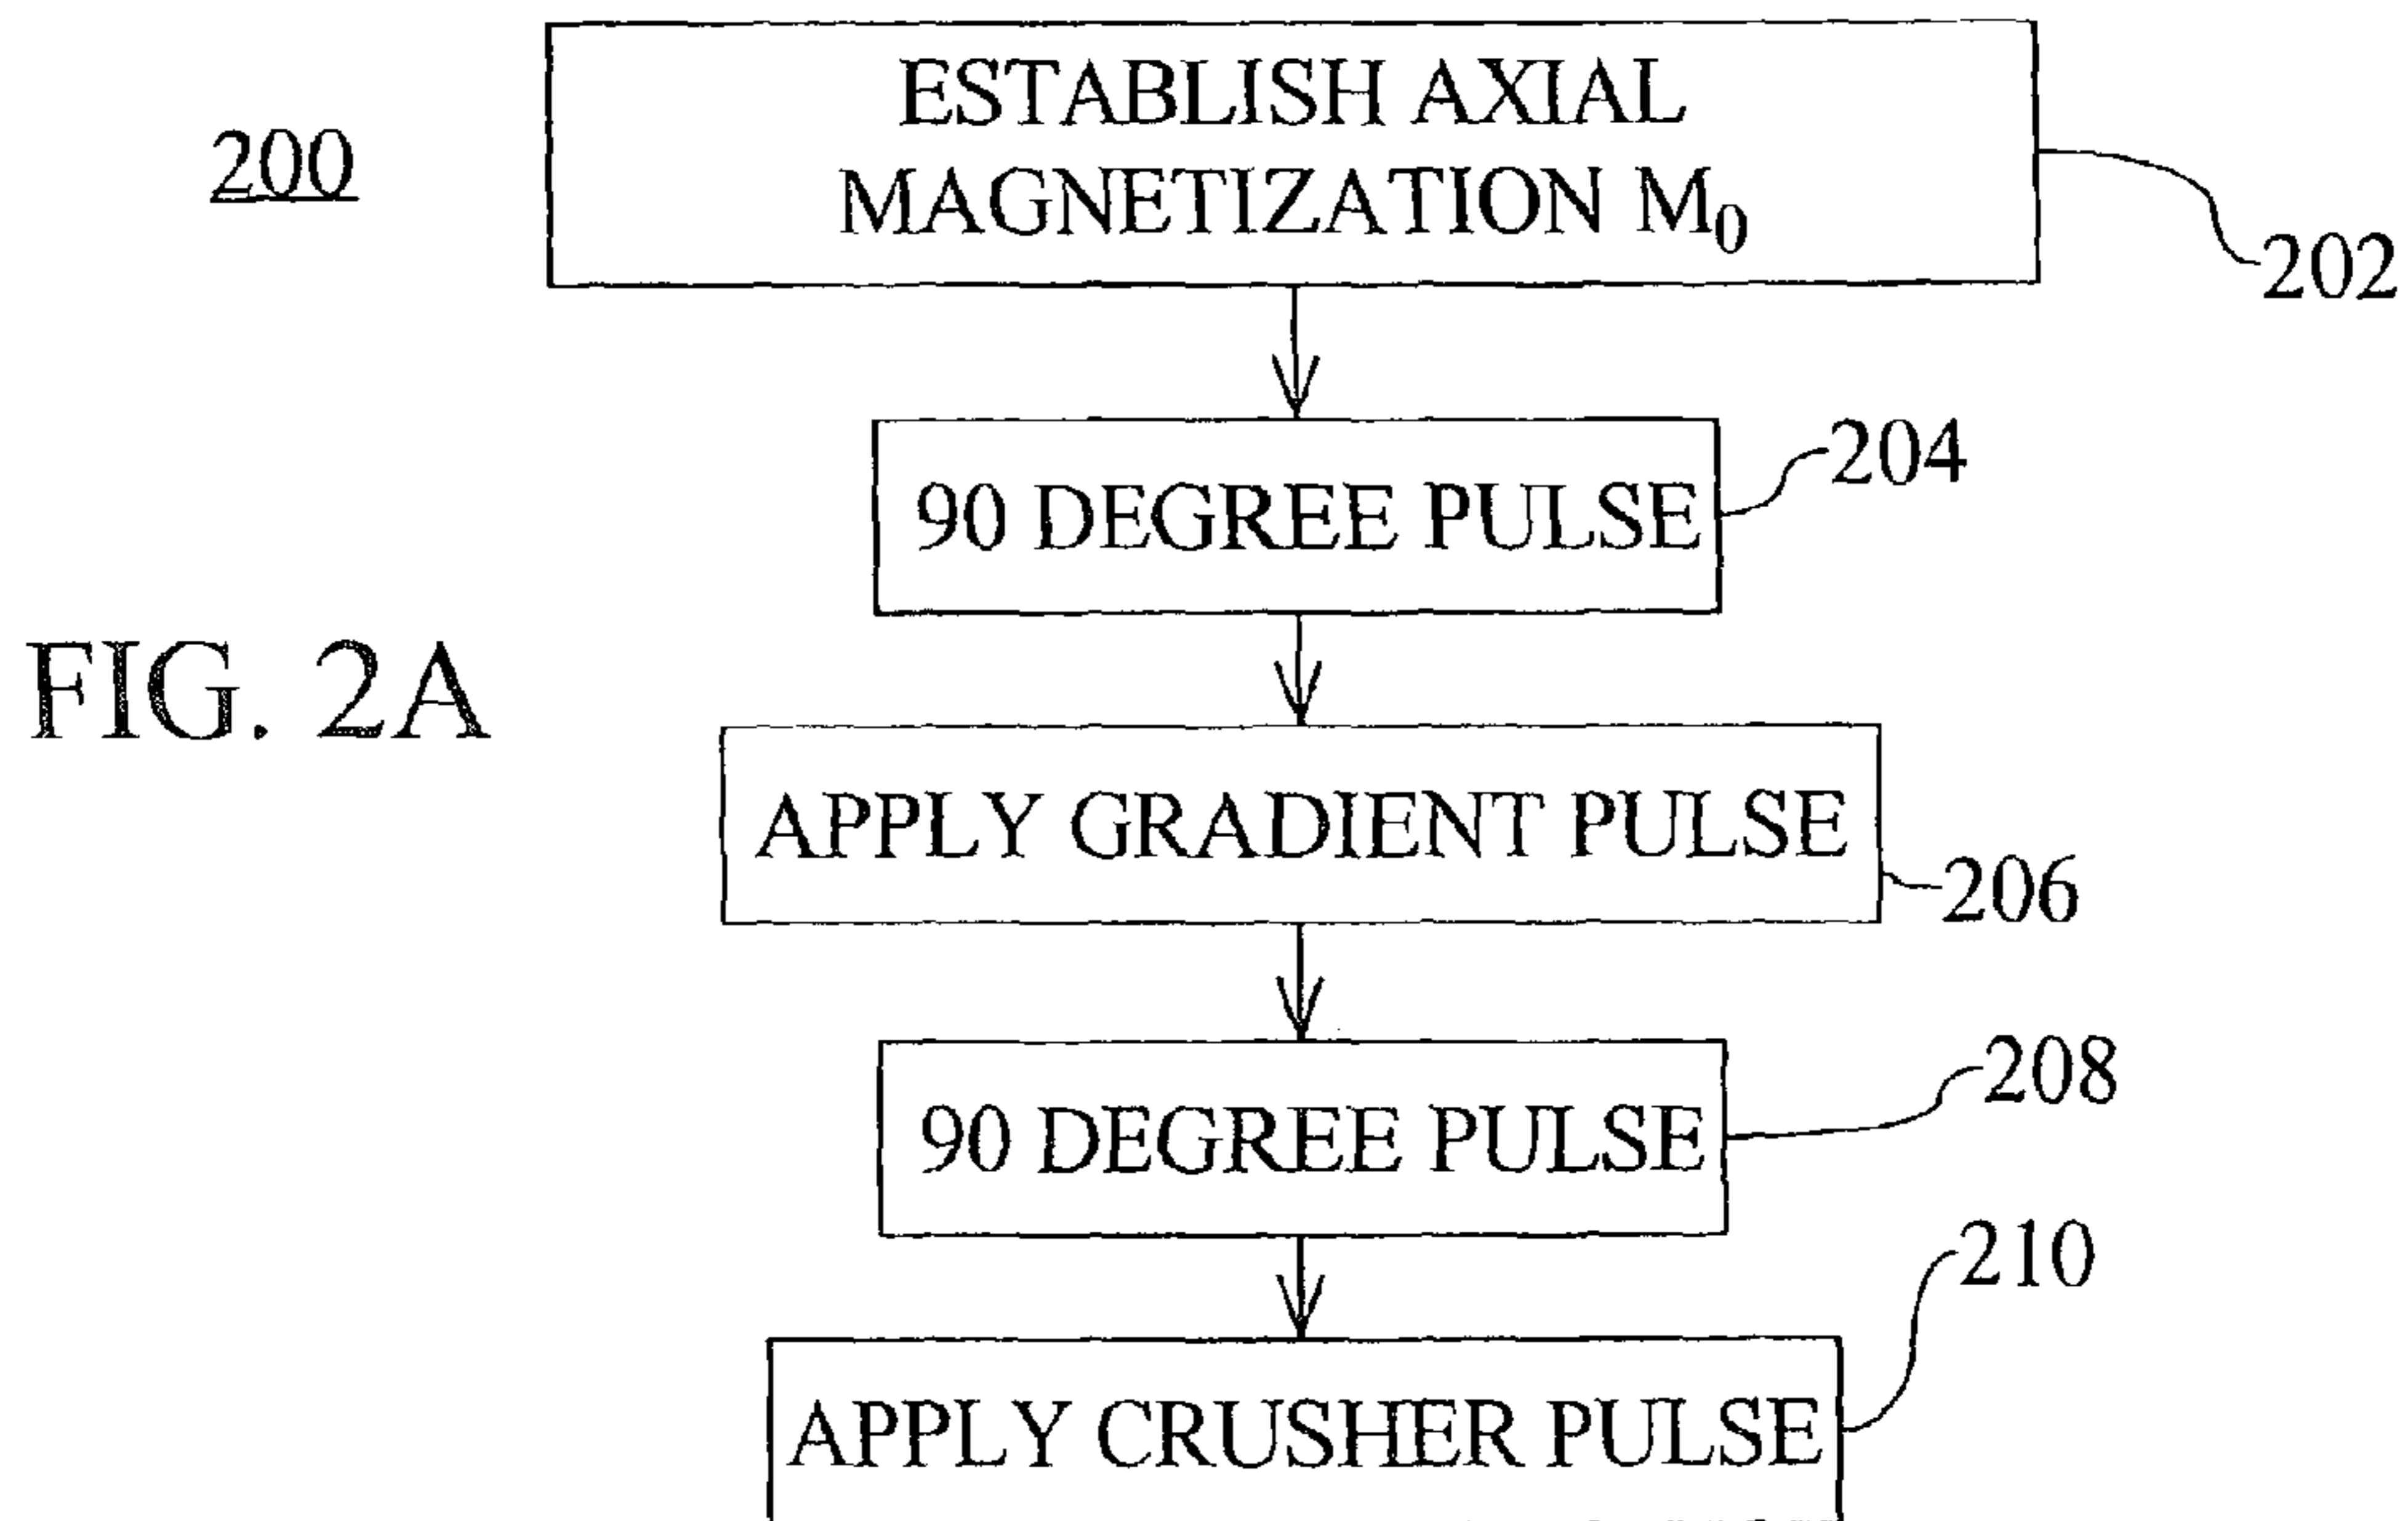 200
ESTABLISH AXIAL
MAGNETIZATION M₀
202
90 DEGREE PULSE
204
FIG. 2A
APPLY GRADIENT PULSE
206
90 DEGREE PULSE
208
APPLY CRUSHER PULSE
210